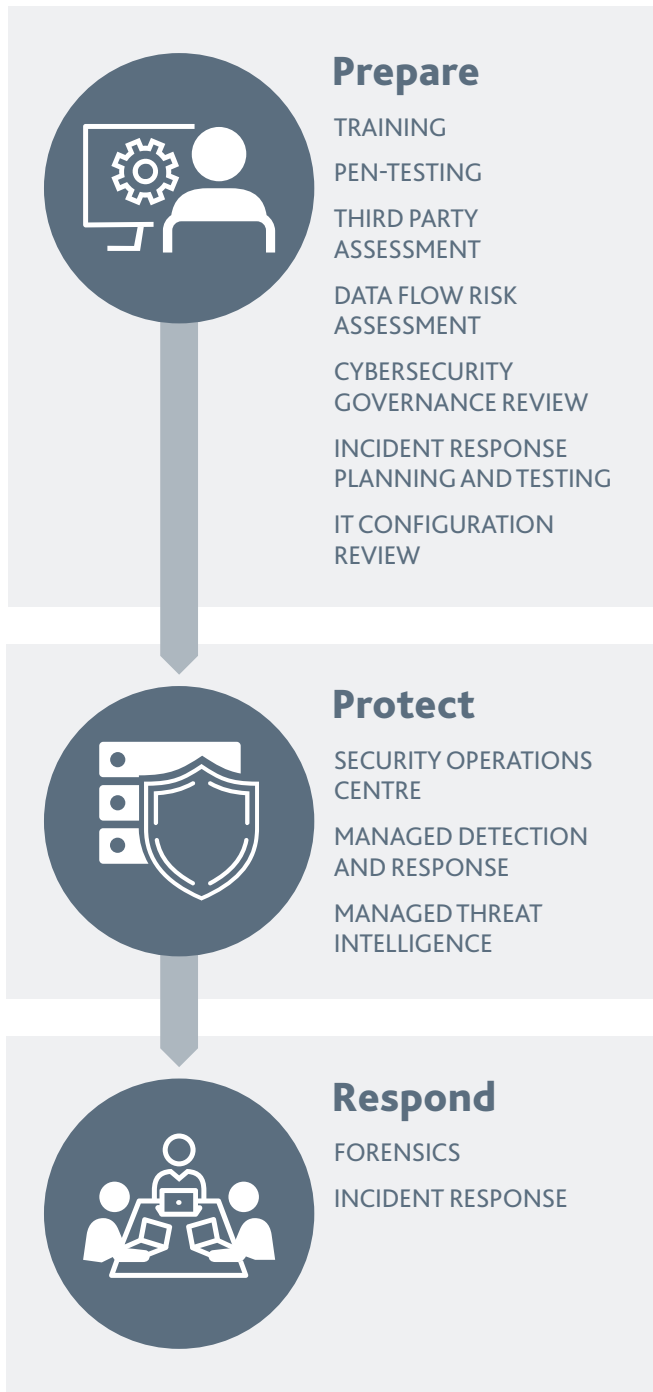 Prepare
TRAINING
PEN-TESTING
THIRD PARTY
ASSESSMENT
DATA FLOW RISK
ASSESSMENT
CYBERSECURITY
GOVERNANCE REVIEW
INCIDENT RESPONSE
PLANNING AND TESTING
IT CONFIGURATION
REVIEW
Protect
SECURITY OPERATIONS
CENTRE
MANAGED DETECTION
AND RESPONSE
MANAGED THREAT
INTELLIGENCE
Respond
FORENSICS
INCIDENT RESPONSE